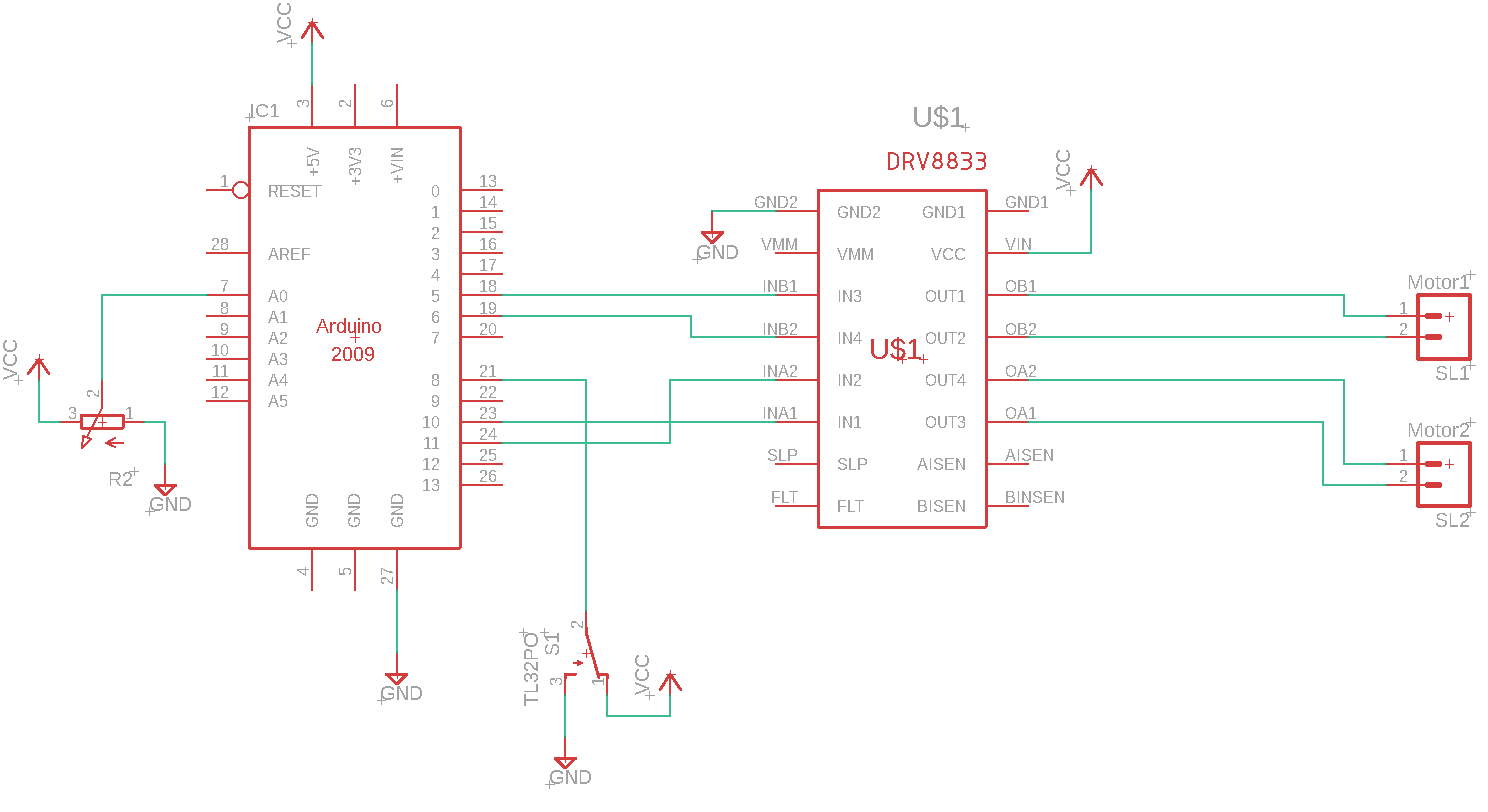 VCC
3
2
6
IC1
+5V
+3V3
+VIN
1
RESET
0
13
1
14
2
15
28
AREF
3
16
4
17
7
A0
5
18
8
A1
6
19
9
A2
7
20
10
A3
11
A4
8
21
12
A5
9
22
10
23
11
24
12
25
13
26
Arduino
2009
GND
GND
GND
4
5
27
GND
VCC
3
2
1
R2
GND
U$1
DRV8833
VCC
GND2
GND2
GND1
GND1
GND
VMM
VMM
VCC
VIN
INB1
IN3
OUT1
OB1
INB2
IN4
OUT2
OB2
U$1
INA2
IN2
OUT4
OA2
INA1
IN1
OUT3
OA1
SLP
SLP
AISEN
AISEN
FLT
FLT
BISEN
BINSEN
Motor1
1
2
SL1
Motor2
1
2
SL2
TL32PO
S1
2
3
1
VCC
GND